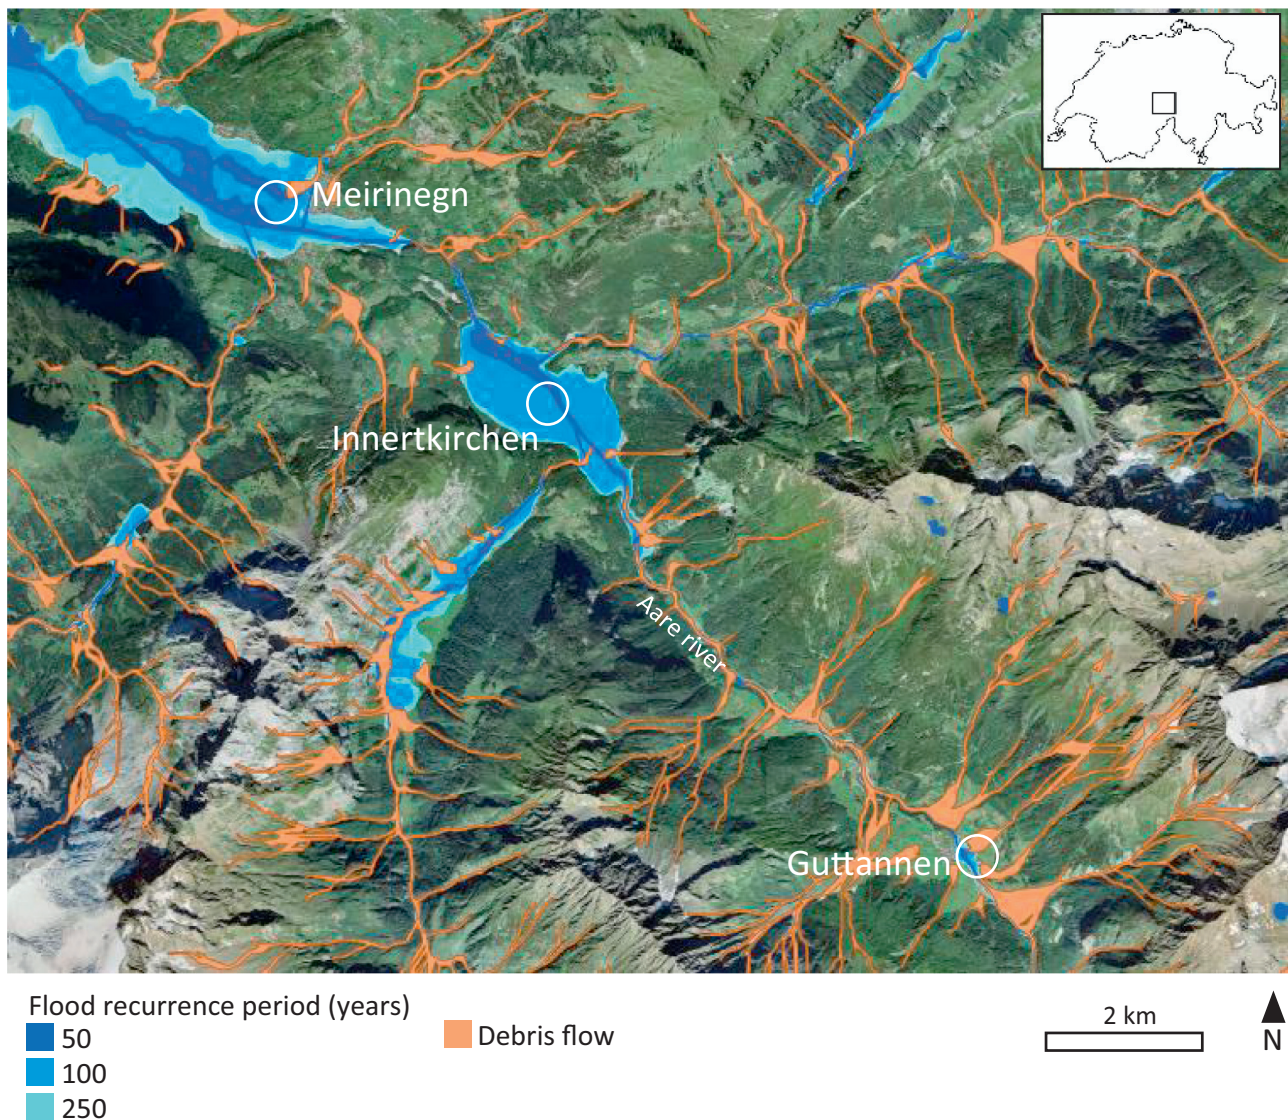 Meirinegn
Innertkirchen
Aare river
Guttannen
Flood recurrence period (years)
50
100
250
Debris flow
2 km
N